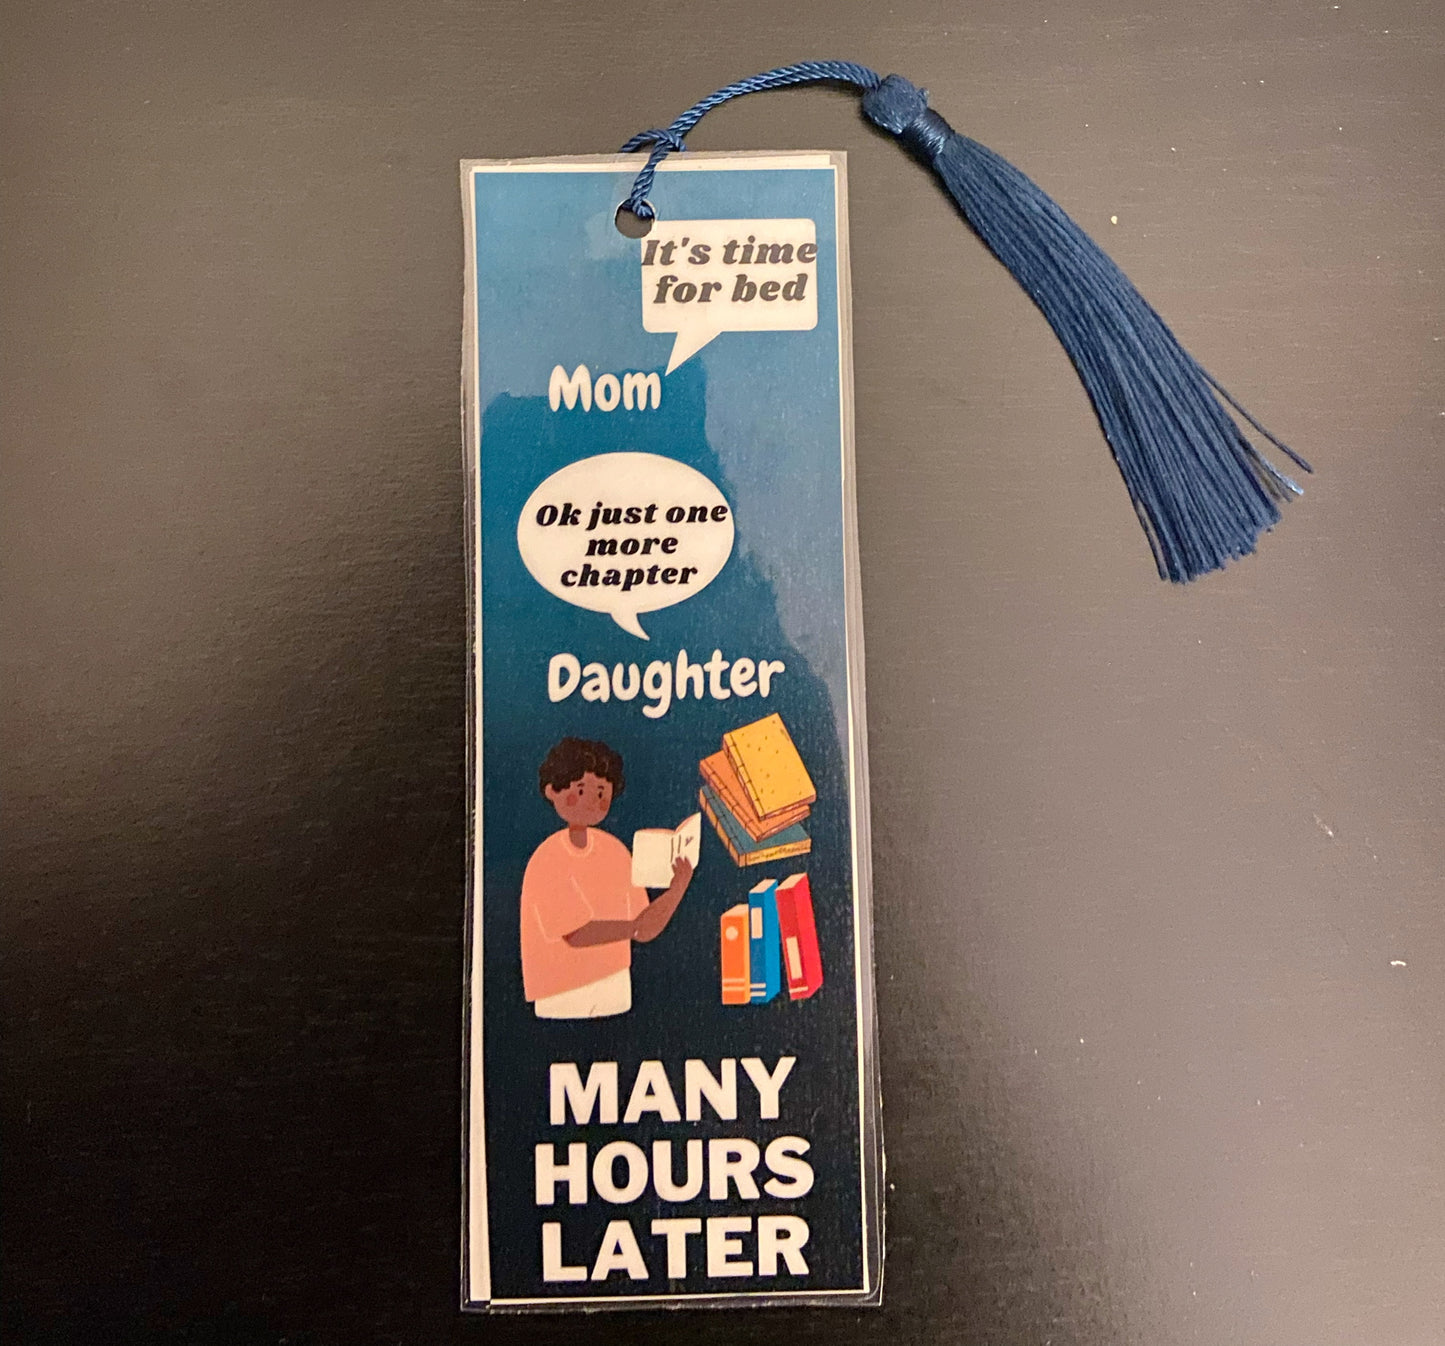 It's time
for bed
Mom
Ok just one
more
chapter
Daughter
MANY
HOURS
LATER